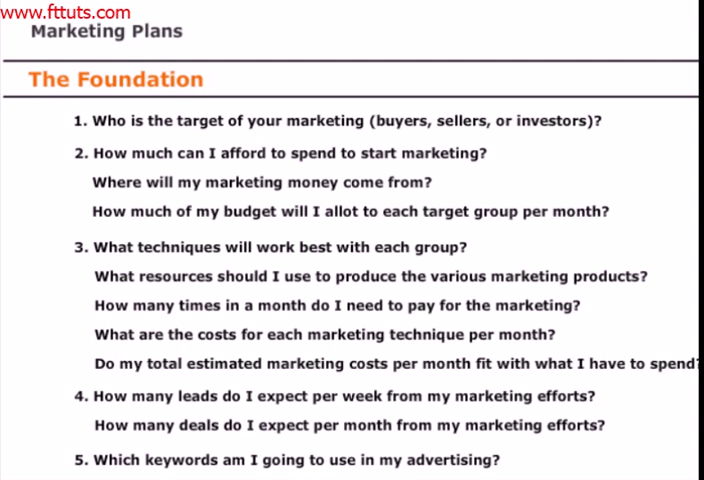 www.fttuts.com
Marketing Plans
The Foundation
1. Who is the target of your marketing (buyers, sellers, or investors)?
2. How much can I afford to spend to start marketing?
Where will my marketing money come from?
How much of my budget will I allot to each target group per month?
3. What techniques will work best with each group?
What resources should I use to produce the various marketing products?
How many times in a month do I need to pay for the marketing?
What are the costs for each marketing technique per month?
Do my total estimated marketing costs per month fit with what I have to spend?
4. How many leads do I expect per week from my marketing efforts?
How many deals do I expect per month from my marketing efforts?
5. Which keywords am I going to use in my advertising?